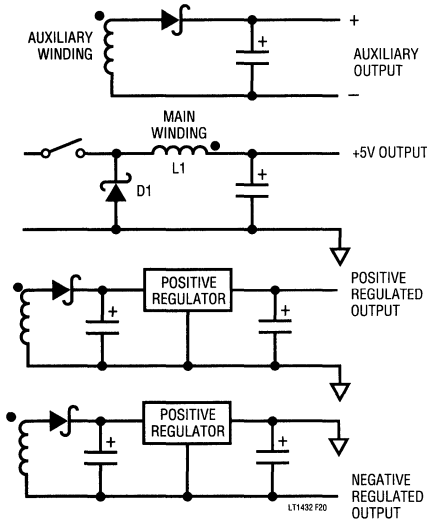 AUXILIARY
WINDING
+
+
AUXILIARY
OUTPUT
–
MAIN
WINDING
L1
+5V OUTPUT
+
D1
POSITIVE
REGULATOR
+
+
POSITIVE
REGULATED
OUTPUT
POSITIVE
REGULATOR
+
+
NEGATIVE
REGULATED
OUTPUT
LT1432 F20